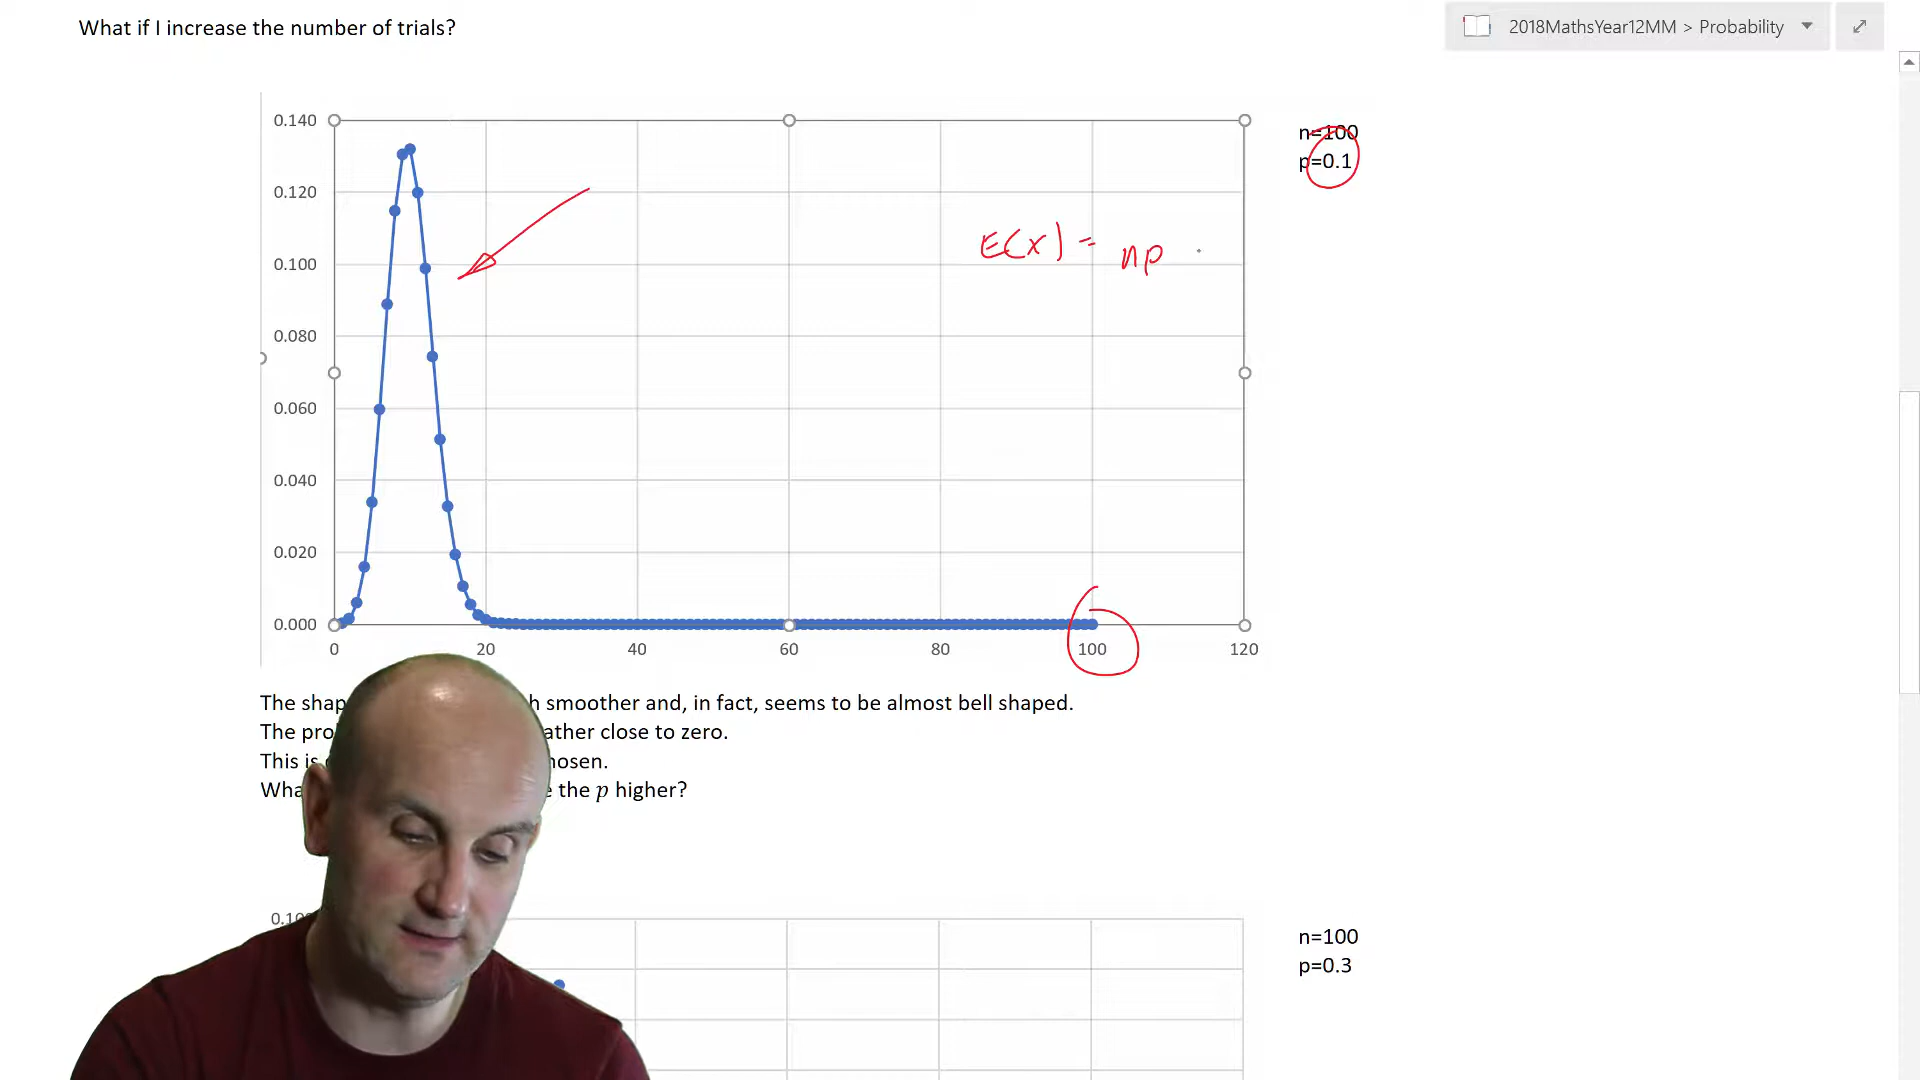 What if I increase the number of trials?
2018MathsYear12MM > Probability
0.140
0.120
0.100
0.080
0.060
0.040
0.020
0.000
0 20 40 60 80 100 120
n=100
p=0.1
E(x) = np
The shap h smoother and, in fact, seems to be almost bell shaped.
The pro ather close to zero.
This is hosen.
Wha the p higher?
0.10
n=100
p=0.3